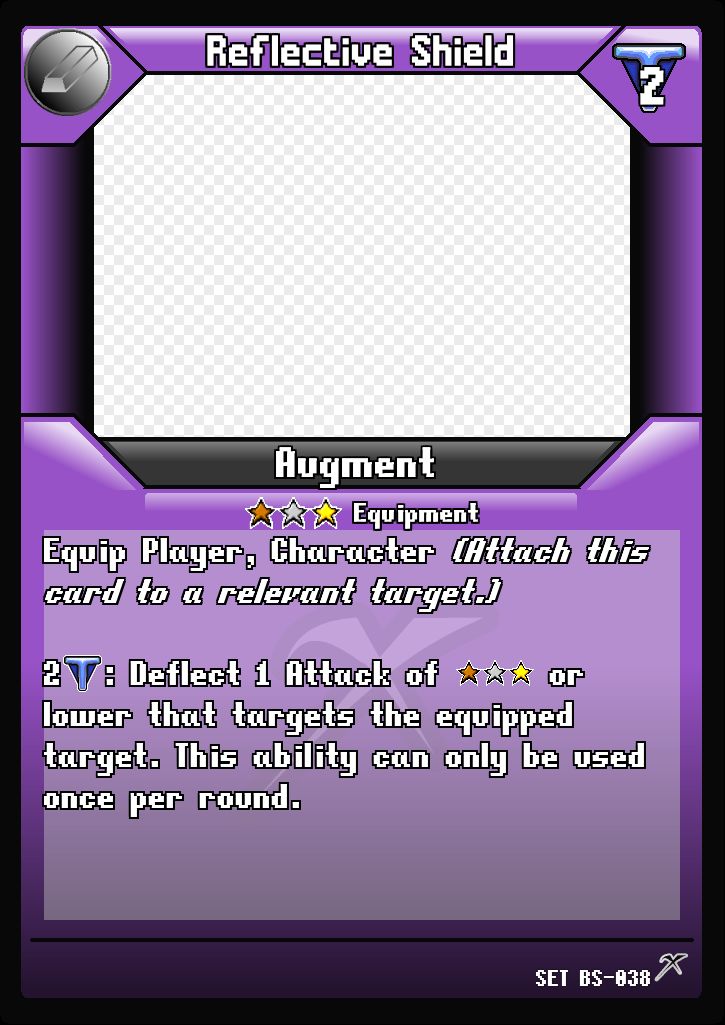 Reflective Shield
2
Augment
Equipment
Equip Player, Character (Attach this
card to a relevant target.)
2 : Deflect 1 Attack of or
lower that targets the equipped
target. This ability can only be used
once per round.
SET BS-038